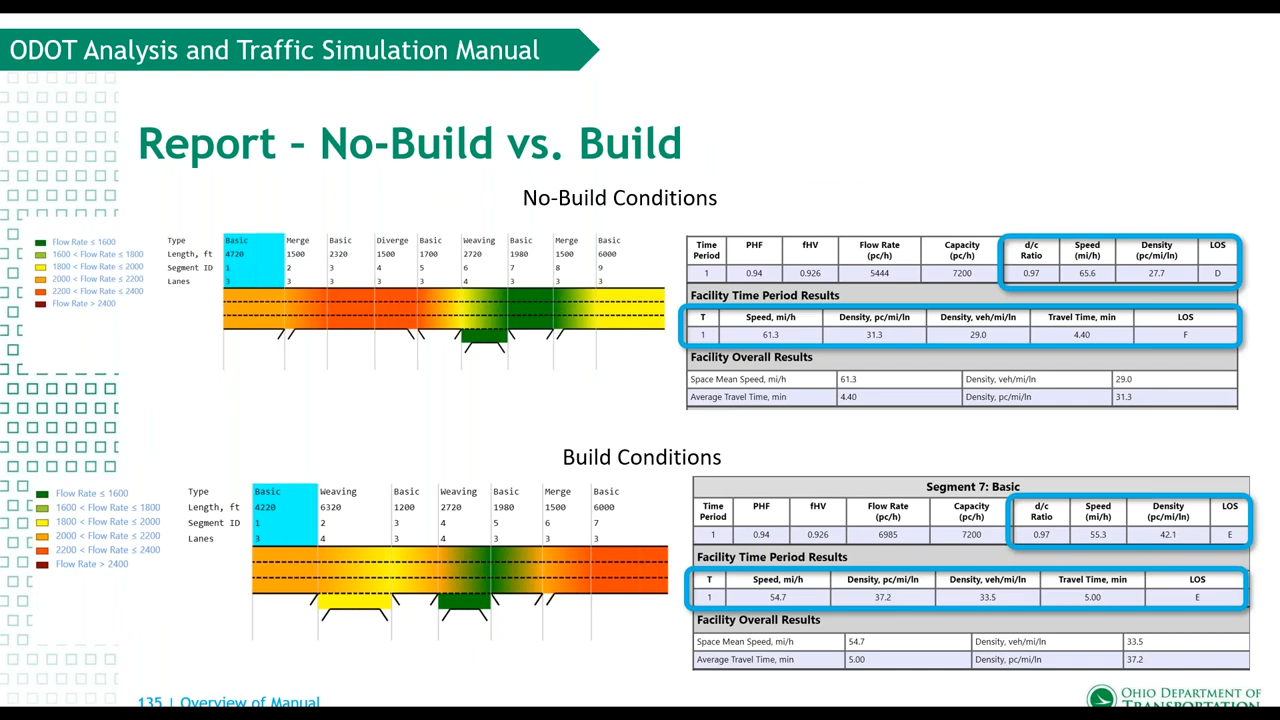 ODOT Analysis and Traffic Simulation Manual
Report – No-Build vs. Build
No-Build Conditions
Flow Rate ≤ 1600
1600 < Flow Rate ≤ 1800
1800 < Flow Rate ≤ 2000
2000 < Flow Rate ≤ 2200
2200 < Flow Rate ≤ 2400
Flow Rate > 2400
Type Basic Merge Basic Diverge Basic Weaving Basic Merge Basic
Length, ft 4720 1500 2320 1500 1700 2720 1980 1500 6000
Segment ID 1 2 3 4 5 6 7 8 9
Lanes 3 3 3 3 3 4 3 3 3
Time Period PHF fHV Flow Rate (pc/h) Capacity (pc/h) d/c Ratio Speed (mi/h) Density (pc/mi/ln) LOS
1 0.94 0.926 5444 7200 0.97 65.6 27.7 D
Facility Time Period Results
T Speed, mi/h Density, pc/mi/ln Density, veh/mi/ln Travel Time, min LOS
1 61.3 31.3 29.0 4.40 F
Facility Overall Results
Space Mean Speed, mi/h 61.3 Density, veh/mi/ln 29.0
Average Travel Time, min 4.40 Density, pc/mi/ln 31.3
Build Conditions
Flow Rate ≤ 1600
1600 < Flow Rate ≤ 1800
1800 < Flow Rate ≤ 2000
2000 < Flow Rate ≤ 2200
2200 < Flow Rate ≤ 2400
Flow Rate > 2400
Type Basic Weaving Basic Weaving Basic Merge Basic
Length, ft 4220 6320 1200 2720 1980 1500 6000
Segment ID 1 2 3 4 5 6 7
Lanes 3 4 3 4 3 3 3
Segment 7: Basic
Time Period PHF fHV Flow Rate (pc/h) Capacity (pc/h) d/c Ratio Speed (mi/h) Density (pc/mi/ln) LOS
1 0.94 0.926 6985 7200 0.97 55.3 42.1 E
Facility Time Period Results
T Speed, mi/h Density, pc/mi/ln Density, veh/mi/ln Travel Time, min LOS
1 54.7 37.2 33.5 5.00 E
Facility Overall Results
Space Mean Speed, mi/h 54.7 Density, veh/mi/ln 33.5
Average Travel Time, min 5.00 Density, pc/mi/ln 37.2
135 | Overview of Manual
OHIO DEPARTMENT OF
TRANSPORTATION